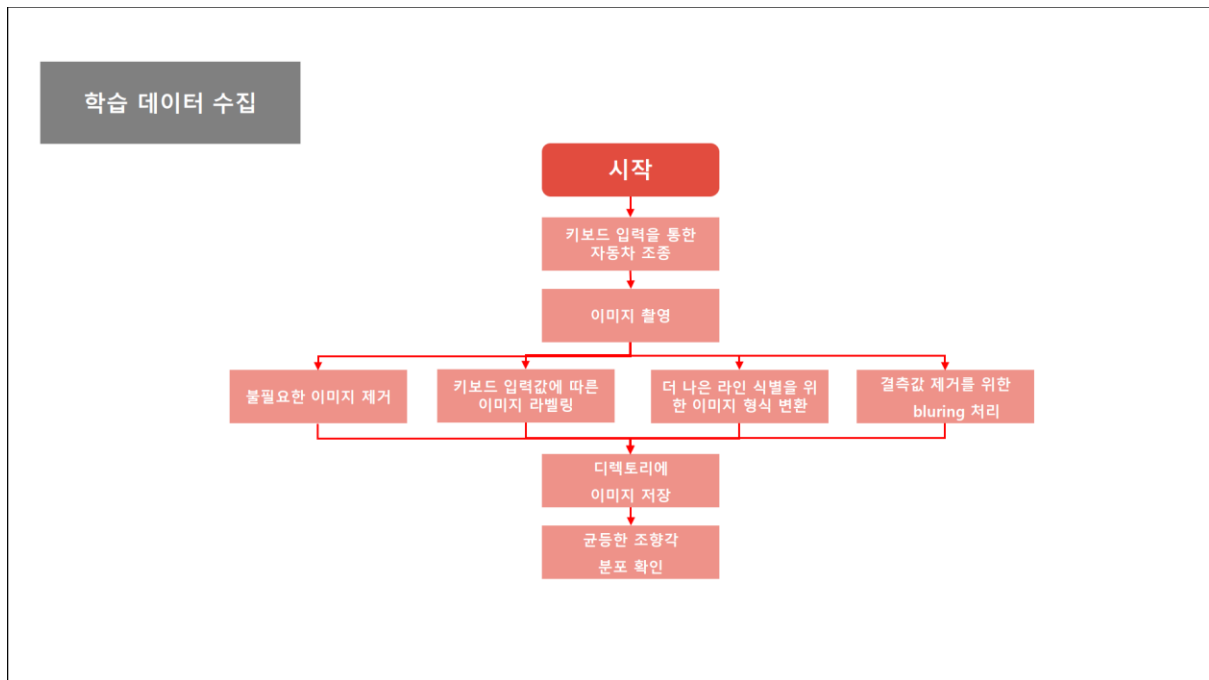 학습 데이터 수집
시작
키보드 입력을 통한
자동차 조종
이미지 촬영
불필요한 이미지 제거
키보드 입력값에 따른
이미지 라벨링
더 나은 라인 식별을 위
한 이미지 형식 변환
결측값 제거를 위한
bluring 처리
디렉토리에
이미지 저장
균등한 조향각
분포 확인